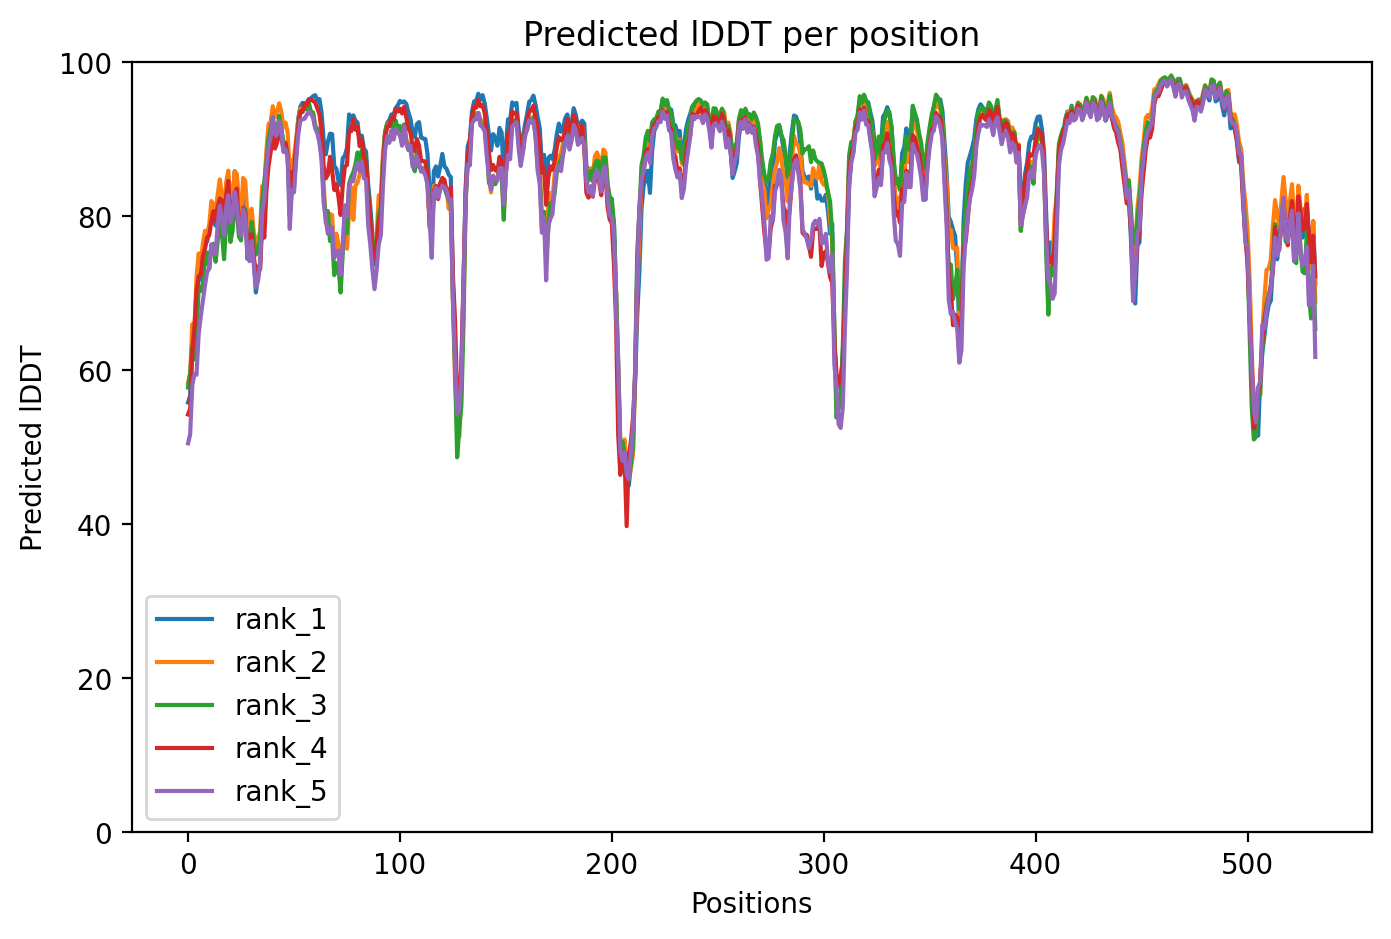 Predicted lDDT per position
Predicted lDDT
100
80
60
40
20
0
rank_1
rank_2
rank_3
rank_4
rank_5
0 100 200 300 400 500
Positions